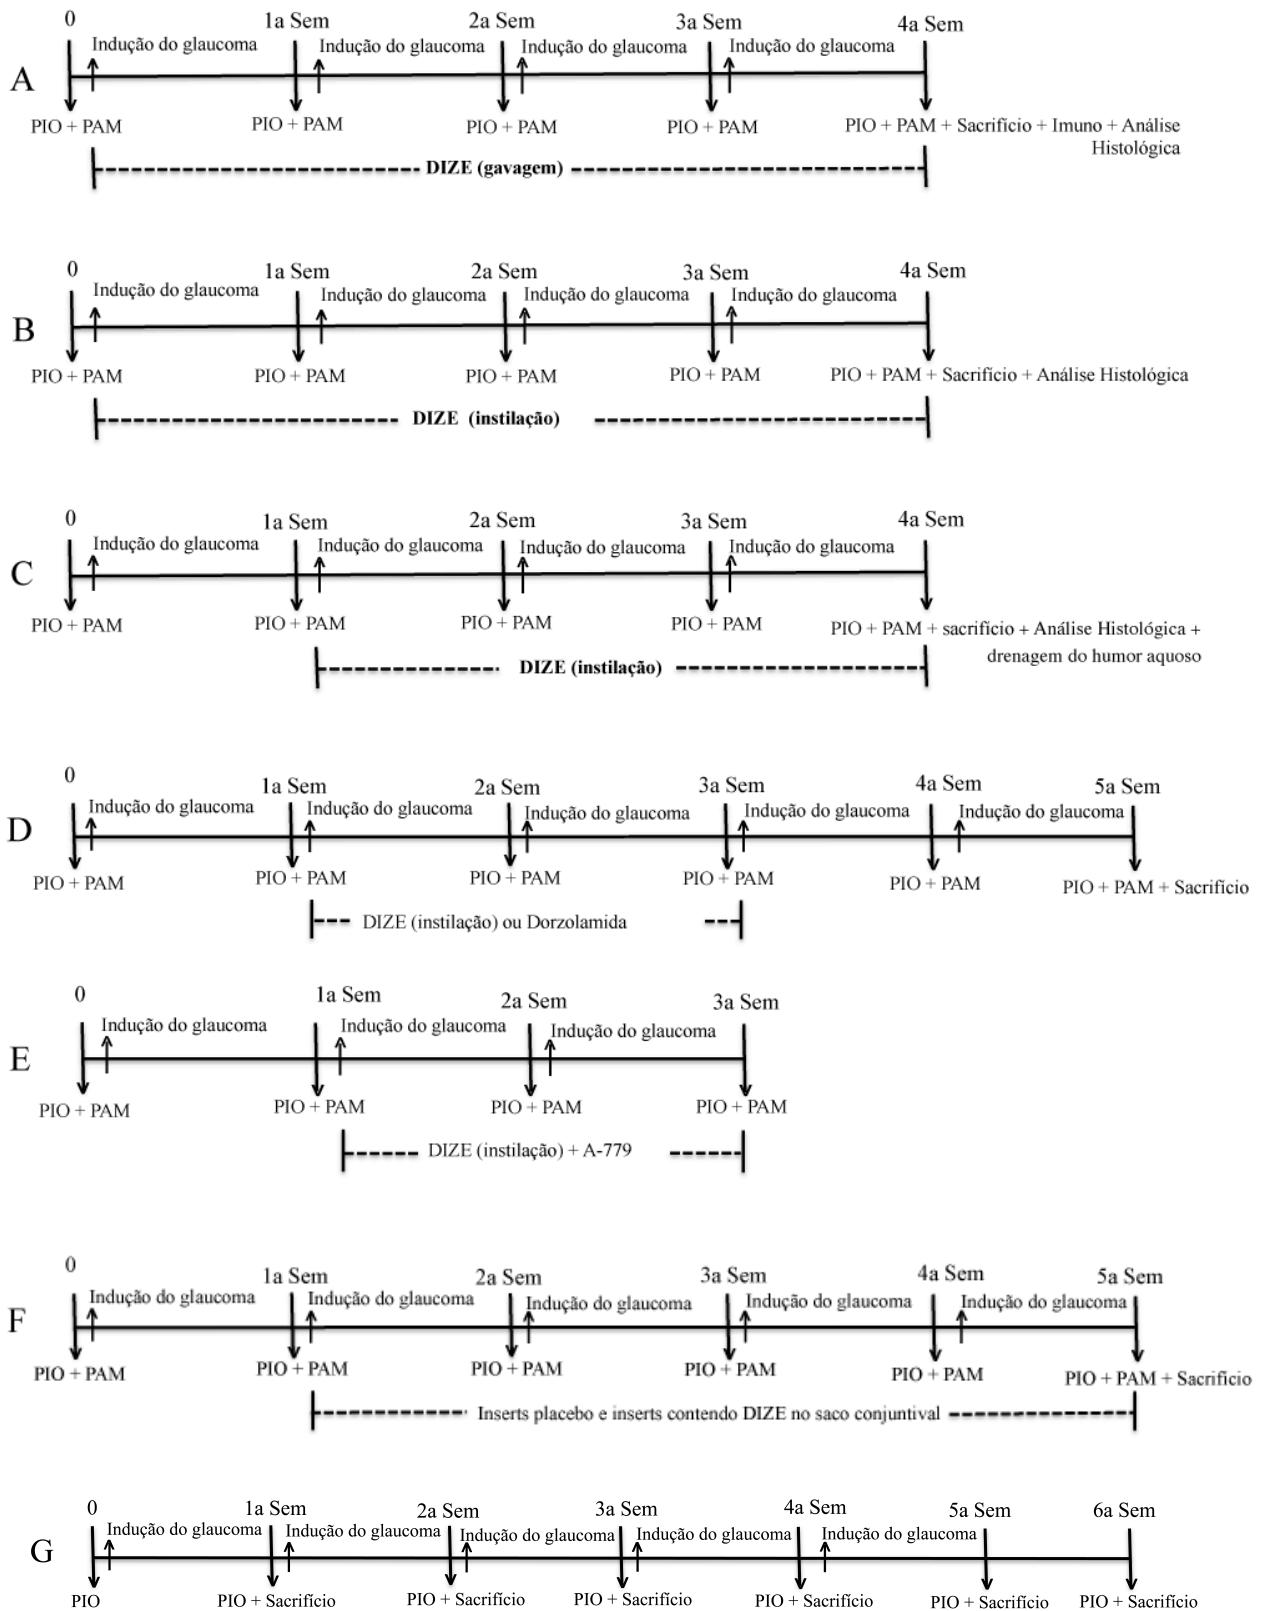 0 1a Sem 2a Sem 3a Sem 4a Sem
Indução do glaucoma Indução do glaucoma Indução do glaucoma Indução do glaucoma
A
PIO + PAM PIO + PAM PIO + PAM PIO + PAM PIO + PAM + Sacrifício + Imuno + Análise
Histológica
DIZE (gavagem)
0 1a Sem 2a Sem 3a Sem 4a Sem
Indução do glaucoma Indução do glaucoma Indução do glaucoma Indução do glaucoma
B
PIO + PAM PIO + PAM PIO + PAM PIO + PAM PIO + PAM + Sacrifício + Análise Histológica
DIZE (instilação)
0 1a Sem 2a Sem 3a Sem 4a Sem
Indução do glaucoma Indução do glaucoma Indução do glaucoma Indução do glaucoma
C
PIO + PAM PIO + PAM PIO + PAM PIO + PAM PIO + PAM + sacrifício + Análise Histológica +
drenagem do humor aquoso
DIZE (instilação)
0 1a Sem 2a Sem 3a Sem 4a Sem 5a Sem
Indução do glaucoma Indução do glaucoma Indução do glaucoma Indução do glaucoma Indução do glaucoma
D
PIO + PAM PIO + PAM PIO + PAM PIO + PAM PIO + PAM PIO + PAM + Sacrifício
DIZE (instilação) ou Dorzolamida
0 1a Sem 2a Sem 3a Sem
Indução do glaucoma Indução do glaucoma Indução do glaucoma
E
PIO + PAM PIO + PAM PIO + PAM PIO + PAM
DIZE (instilação) + A-779
0 1a Sem 2a Sem 3a Sem 4a Sem 5a Sem
Indução do glaucoma Indução do glaucoma Indução do glaucoma Indução do glaucoma Indução do glaucoma
F
PIO + PAM PIO + PAM PIO + PAM PIO + PAM PIO + PAM PIO + PAM + Sacrifício
Inserts placebo e inserts contendo DIZE no saco conjuntival
0 1a Sem 2a Sem 3a Sem 4a Sem 5a Sem 6a Sem
Indução do glaucoma Indução do glaucoma Indução do glaucoma Indução do glaucoma Indução do glaucoma
G
PIO PIO + Sacrifício PIO + Sacrifício PIO + Sacrifício PIO + Sacrifício PIO + Sacrifício PIO + Sacrifício